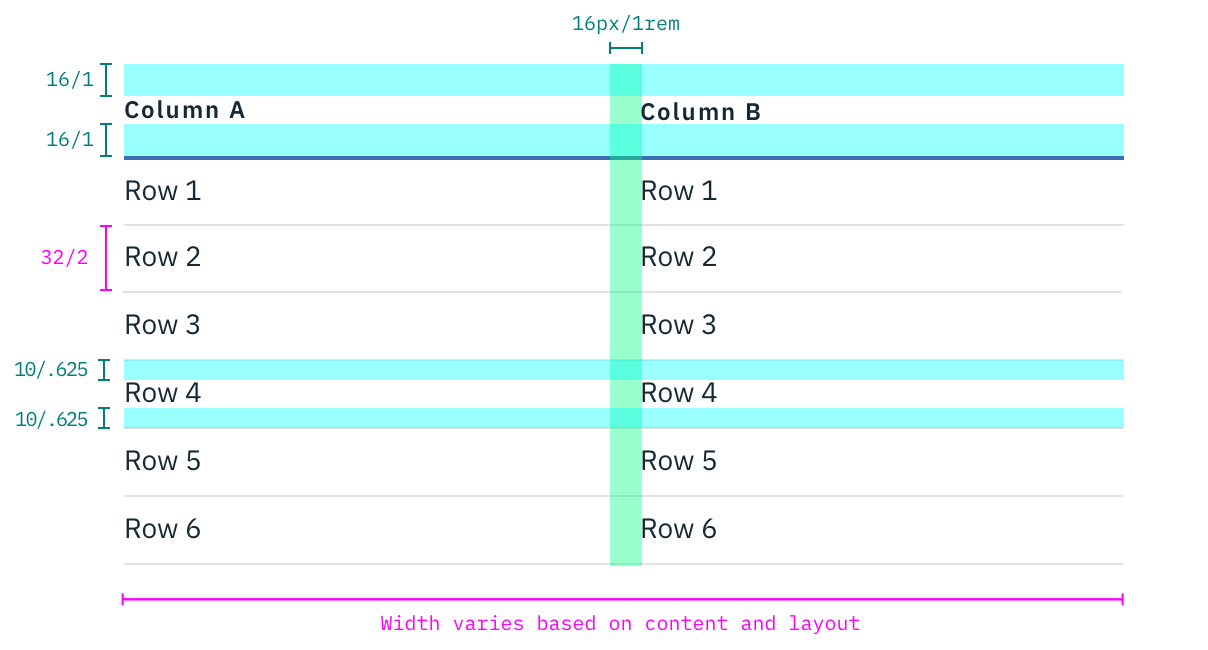 16px/1rem
16/1
Column A Column B
16/1
Row 1 Row 1
32/2 Row 2 Row 2
Row 3 Row 3
10/.625
Row 4 Row 4
10/.625
Row 5 Row 5
Row 6 Row 6
Width varies based on content and layout